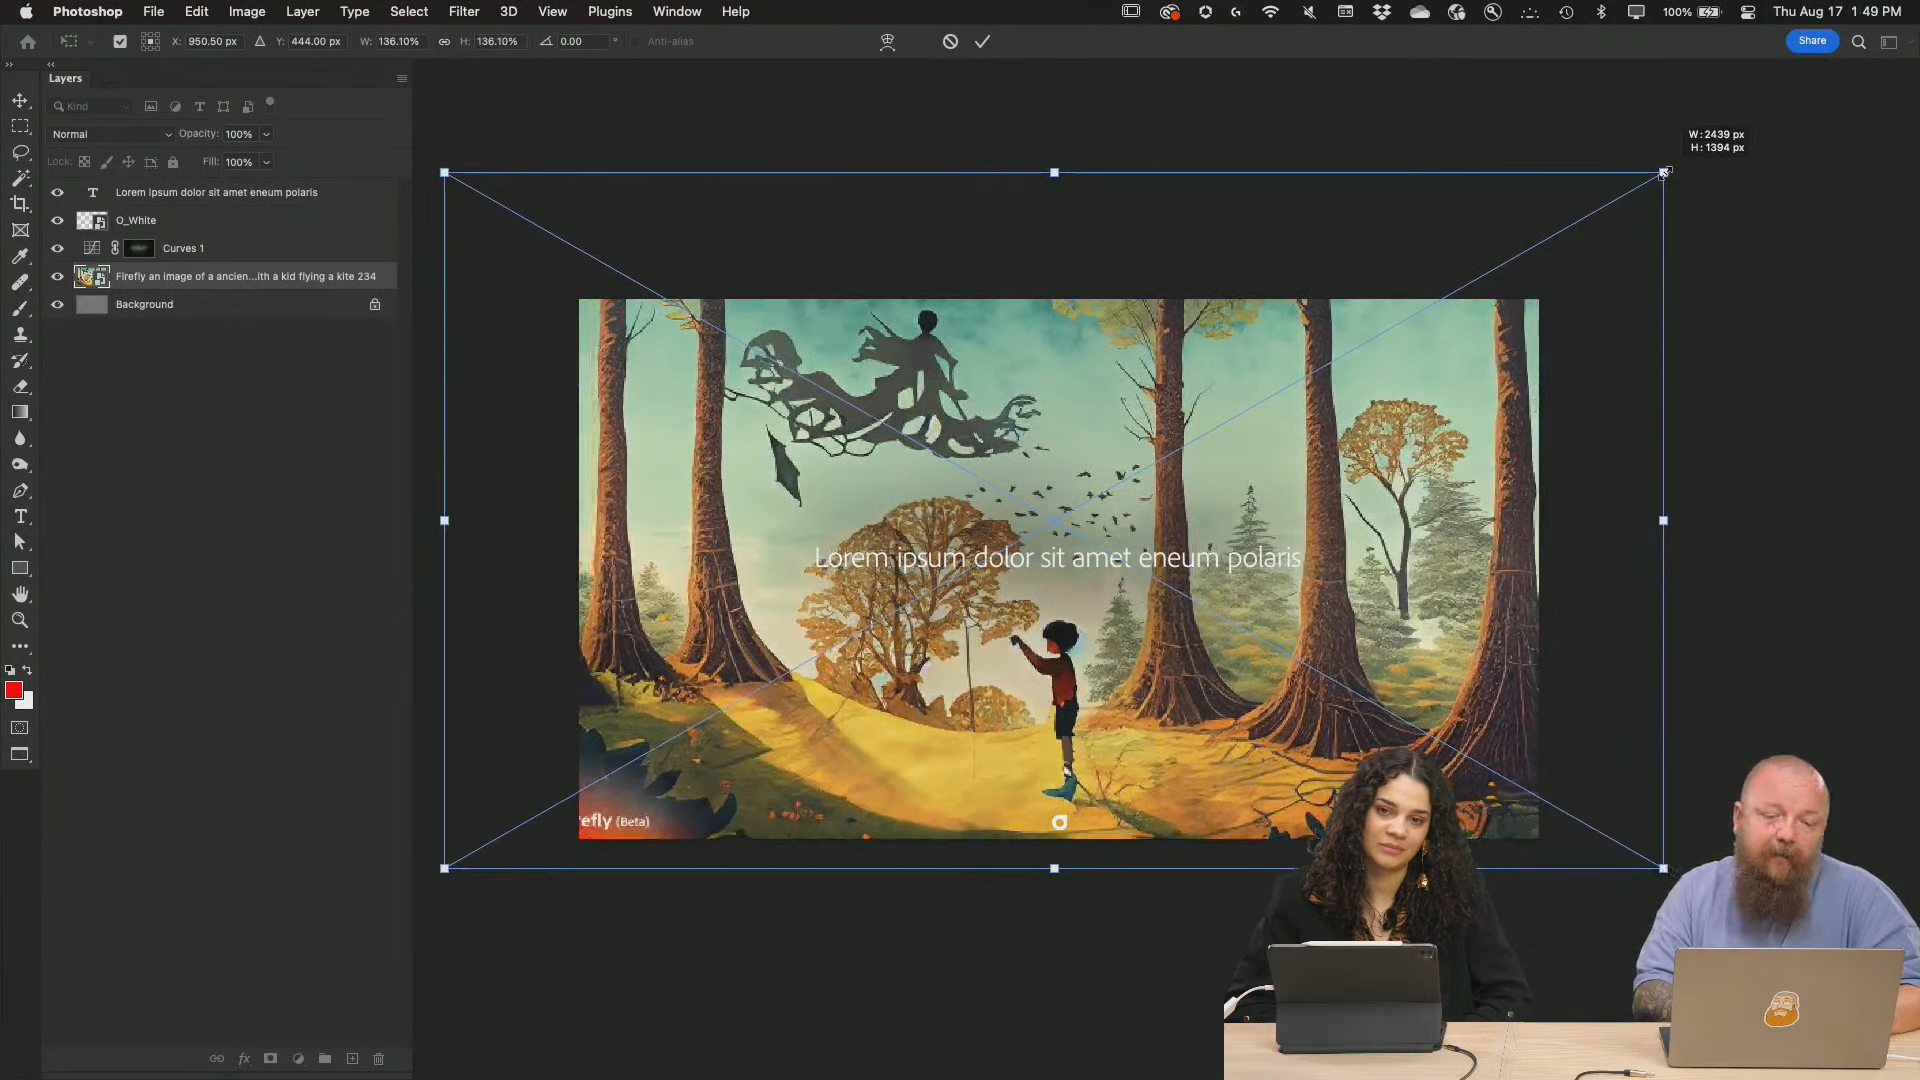 Photoshop File Edit Image Layer Type Select Filter 3D View Plugins Window Help 100% Thu Aug 17 1:49 PM
X: 950.50 px Y: 444.00 px W: 136.10% H: 136.10% 0.00 ° Anti-alias Share
Layers
Kind
Normal Opacity: 100%
Lock: Fill: 100%
Lorem ipsum dolor sit amet eneum polaris
O_White
Curves 1
Firefly an image of a ancien...ith a kid flying a kite 234
Background
W: 2439 px
H: 1394 px
Lorem ipsum dolor sit amet eneum polaris
efly (Beta)